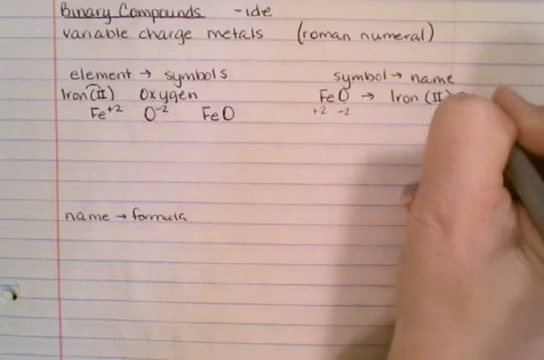 Binary Compounds -ide
variable charge metals (roman numeral)
element → symbols
Iron (II) Oxygen
Fe+2 O-2 FeO
symbol → name
FeO → Iron (II)
+2 -2
name → formula